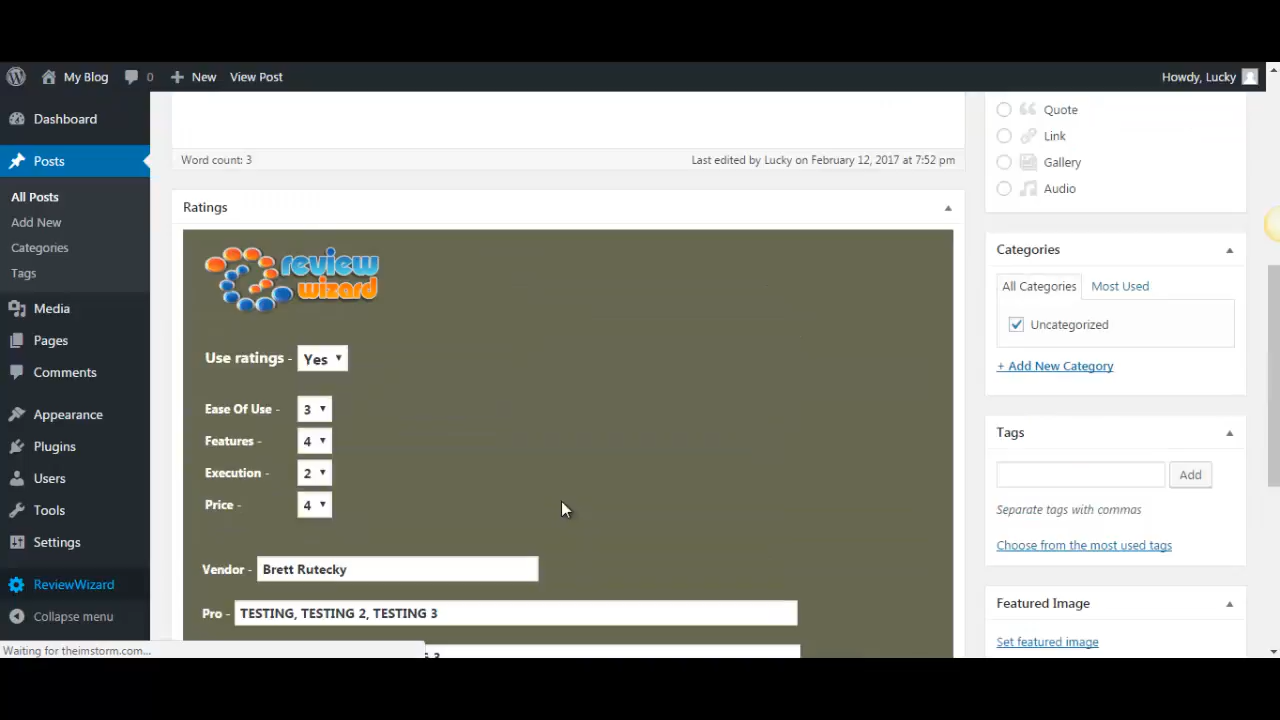 My Blog 0 New View Post Howdy, Lucky
Dashboard
Posts
All Posts
Add New
Categories
Tags
Media
Pages
Comments
Appearance
Plugins
Users
Tools
Settings
ReviewWizard
Collapse menu
Waiting for theimstorm.com...
Word count: 3 Last edited by Lucky on February 12, 2017 at 7:52 pm
Ratings
review
wizard
Use ratings - Yes
Ease Of Use - 3
Features - 4
Execution - 2
Price - 4
Vendor - Brett Rutecky
Pro - TESTING, TESTING 2, TESTING 3
Quote
Link
Gallery
Audio
Categories
All Categories Most Used
Uncategorized
+ Add New Category
Tags
Add
Separate tags with commas
Choose from the most used tags
Featured Image
Set featured image